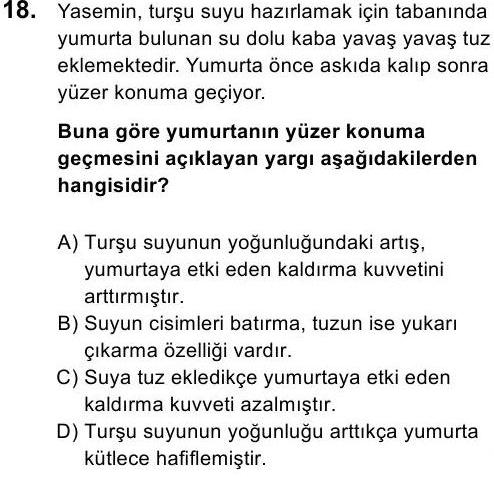 18. Yasemin, turşu suyu hazırlamak için tabanında
yumurta bulunan su dolu kaba yavaş yavaş tuz
eklemektedir. Yumurta önce askıda kalıp sonra
yüzer konuma geçiyor.
Buna göre yumurtanın yüzer konuma
geçmesini açıklayan yargı aşağıdakilerden
hangisidir?
A) Turşu suyunun yoğunluğundaki artış,
yumurtaya etki eden kaldırma kuvvetini
arttırmıştır.
B) Suyun cisimleri batırma, tuzun ise yukarı
çıkarma özelliği vardır.
C) Suya tuz ekledikçe yumurtaya etki eden
kaldırma kuvveti azalmıştır.
D) Turşu suyunun yoğunluğu arttıkça yumurta
kütlece hafiflemiştir.